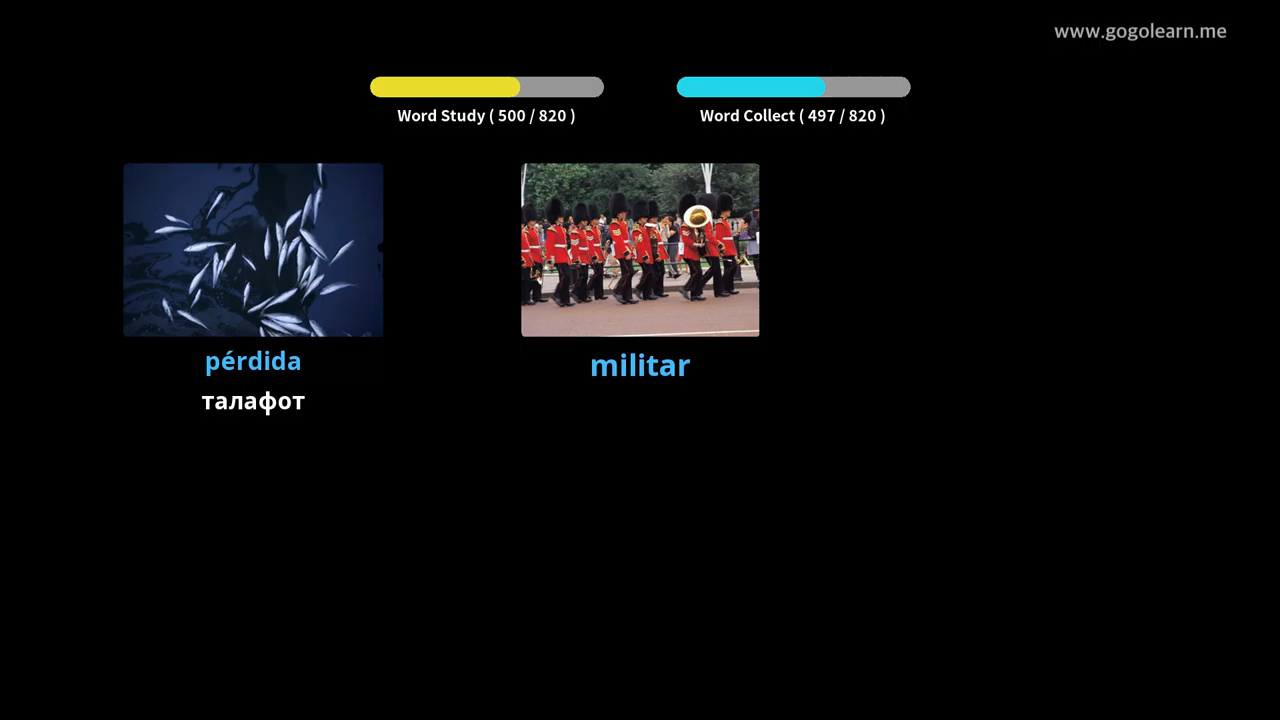 www.gogolearn.me
Word Study ( 500 / 820 )
Word Collect ( 497 / 820 )
pérdida
талафот
militar